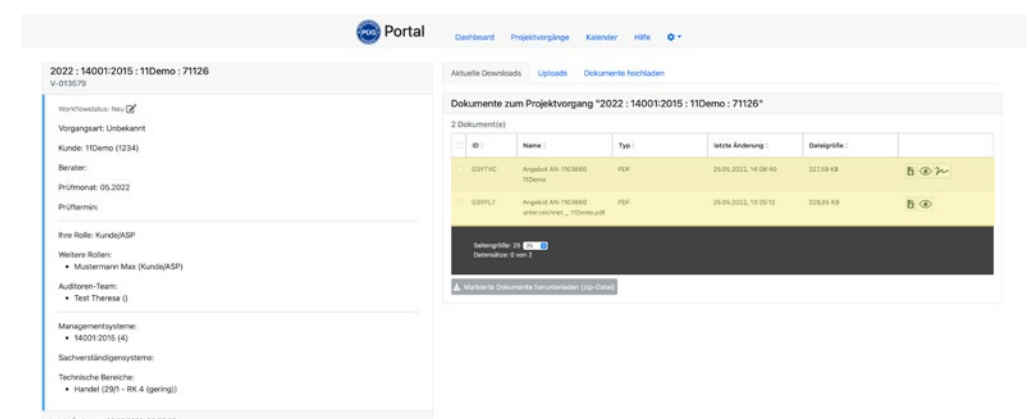 POG Portal Dashboard Projektvorgänge Kalender Hilfe
2022 : 14001:2015 : 11Demo : 71126
V-013579
Workflowstatus: Neu
Vorgangsart: Unbekannt
Kunde: 11Demo (1234)
Berater:
Prüfmonat: 05.2022
Prüftermin:
Ihre Rolle: Kunde/ASP
Weitere Rollen:
• Mustermann Max (Kunde/ASP)
Auditoren-Team:
• Test Theresa ()
Managementsysteme:
• 14001:2015 (4)
Sachverständigensysteme:
Technische Bereiche:
• Handel (29/1 - RK 4 (gering))
Aktuelle Downloads Uploads Dokumente hochladen
Dokumente zum Projektvorgang "2022 : 14001:2015 : 11Demo : 71126"
2 Dokument(e)
ID Name Typ letzte Änderung Dateigröße
Angebot AN-1103660 PDF 25.05.2022, KB
11Demo
Angebot AN-1103660 PDF 25.05.2022, KB
unterzeichnet _ 11Demo.pdf
Seitengröße: 25 25
Datensätze: 0 von 2
Markierte Dokumente herunterladen (zip-Datei)